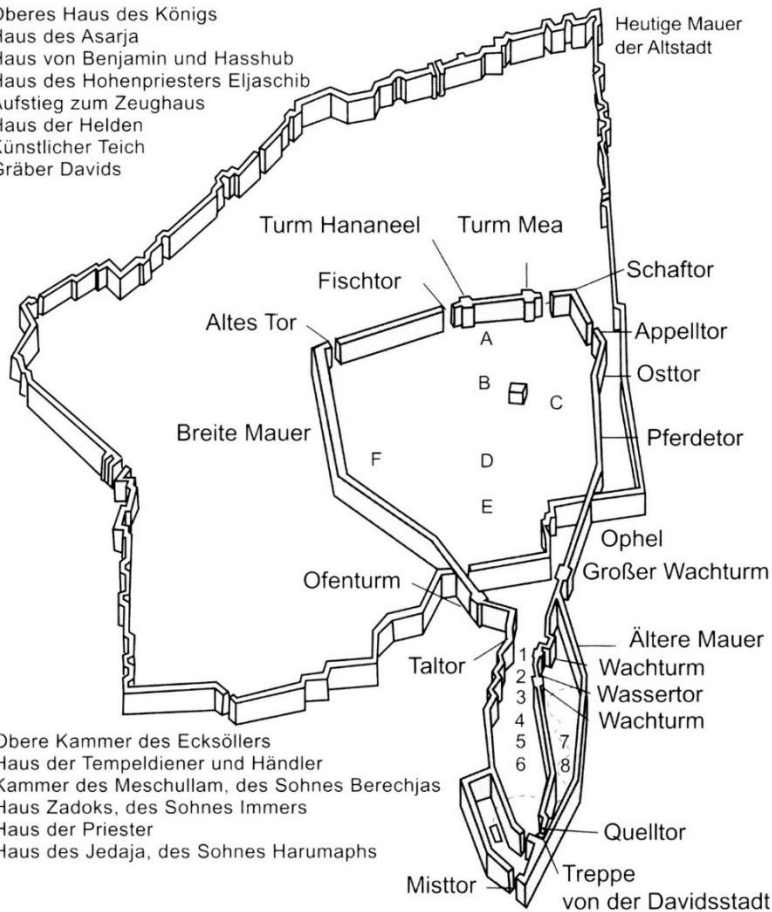 Oberes Haus des Königs
Haus des Asarja
Haus von Benjamin und Hasshub
Haus des Hohenpriesters Eljaschib
Aufstieg zum Zeughaus
Haus der Helden
Künstlicher Teich
Gräber Davids
Heutige Mauer
der Altstadt
Turm Hananeel
Turm Mea
Fischtor
Schaftor
Altes Tor
Appelltor
A
Osttor
B
C
Breite Mauer
Pferdetor
F
D
E
Ophel
Ofenturm
Großer Wachturm
Ältere Mauer
Taltor
1
Wachturm
2
Wassertor
3
Wachturm
4
5
7
6
8
Obere Kammer des Ecksöllers
Haus der Tempeldiener und Händler
Kammer des Meschullam, des Sohnes Berechjas
Haus Zadoks, des Sohnes Immers
Haus der Priester
Haus des Jedaja, des Sohnes Harumaphs
Quelltor
Misttor
Treppe
von der Davidsstadt